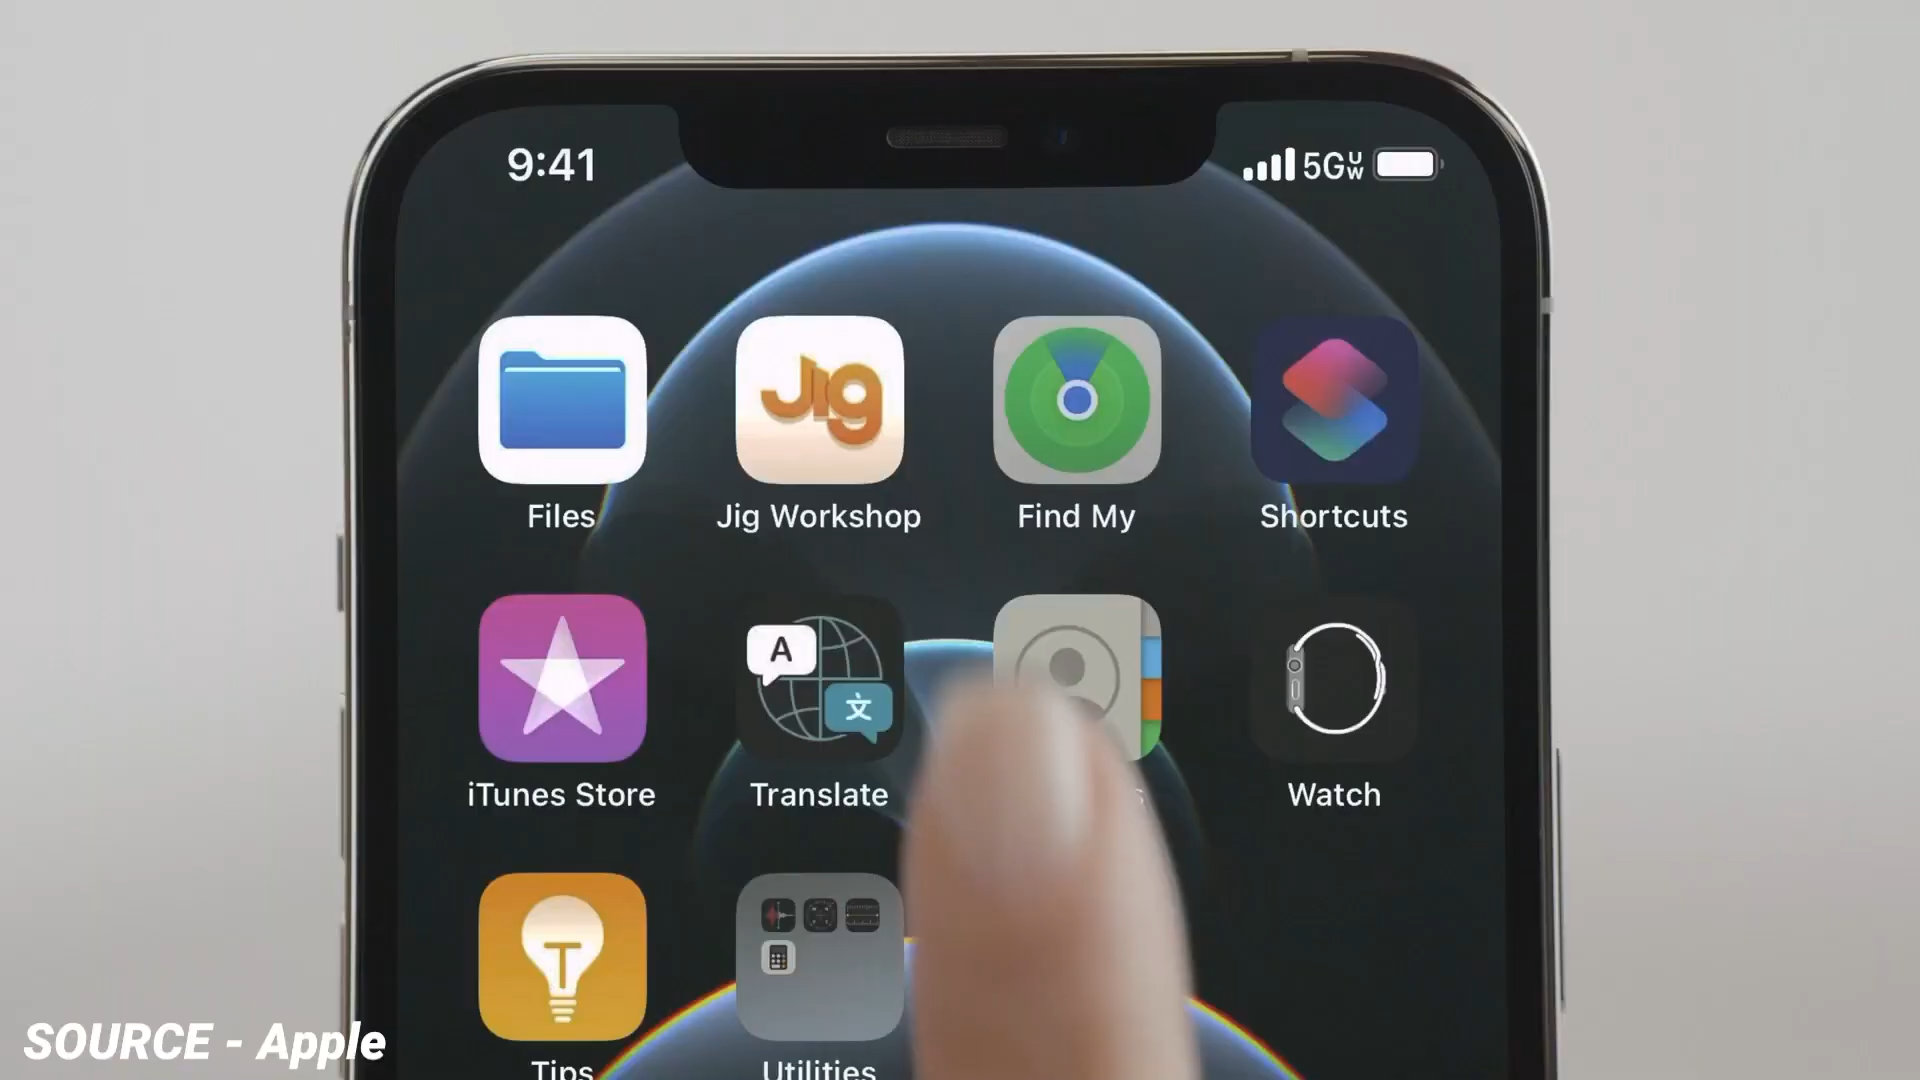 9:41
5G UW
Jig
Files
Jig Workshop
Find My
Shortcuts
A
文
iTunes Store
Translate
Watch
T
Tips
Utilities
SOURCE - Apple